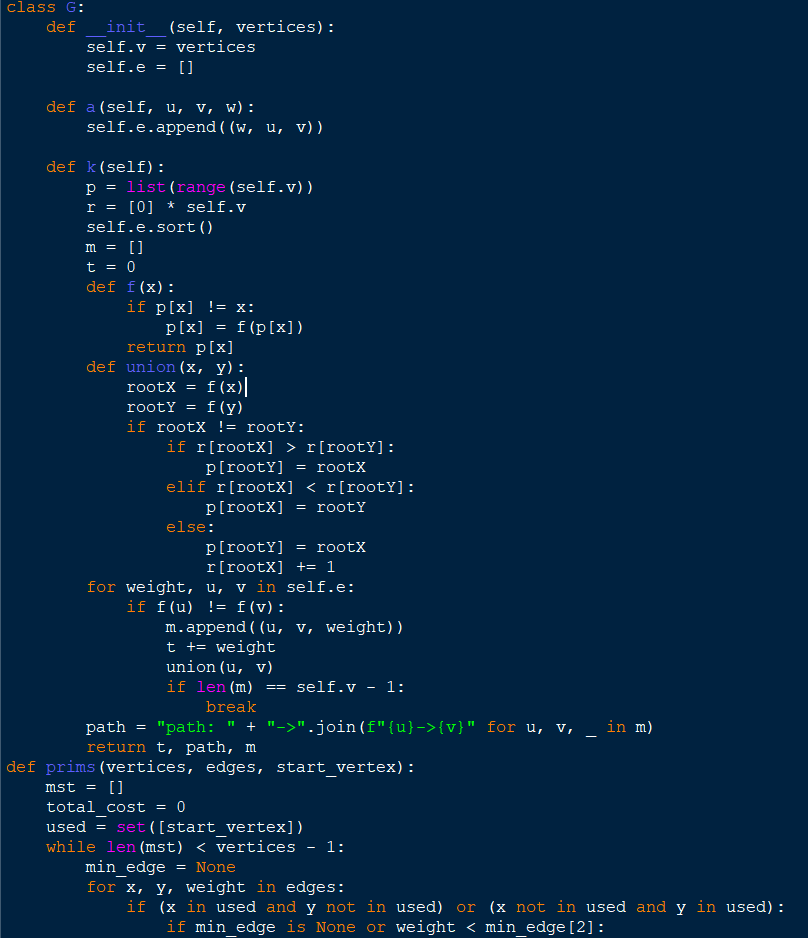 class G:
    def __init__(self, vertices):
        self.v = vertices
        self.e = []

    def a(self, u, v, w):
        self.e.append((w, u, v))

    def k(self):
        p = list(range(self.v))
        r = [0] * self.v
        self.e.sort()
        m = []
        t = 0
        def f(x):
            if p[x] != x:
                p[x] = f(p[x])
            return p[x]
        def union(x, y):
            rootX = f(x)
            rootY = f(y)
            if rootX != rootY:
                if r[rootX] > r[rootY]:
                    p[rootY] = rootX
                elif r[rootX] < r[rootY]:
                    p[rootX] = rootY
                else:
                    p[rootY] = rootX
                    r[rootX] += 1
        for weight, u, v in self.e:
            if f(u) != f(v):
                m.append((u, v, weight))
                t += weight
                union(u, v)
                if len(m) == self.v - 1:
                    break
        path = "path: " + "->".join(f"{u}->{v}" for u, v, _ in m)
        return t, path, m
def prims(vertices, edges, start_vertex):
    mst = []
    total_cost = 0
    used = set([start_vertex])
    while len(mst) < vertices - 1:
        min_edge = None
        for x, y, weight in edges:
            if (x in used and y not in used) or (x not in used and y in used):
                if min_edge is None or weight < min_edge[2]: